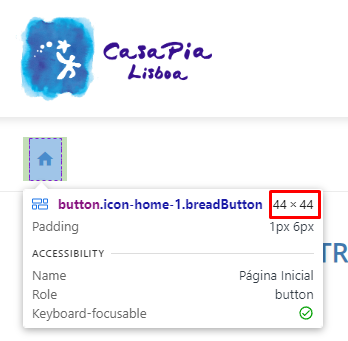 CasaPia
Lisboa
button.icon-home-1.breadButton 44 × 44
Padding 1px 6px
TR
ACCESSIBILITY
Name Página Inicial
Role button
Keyboard-focusable